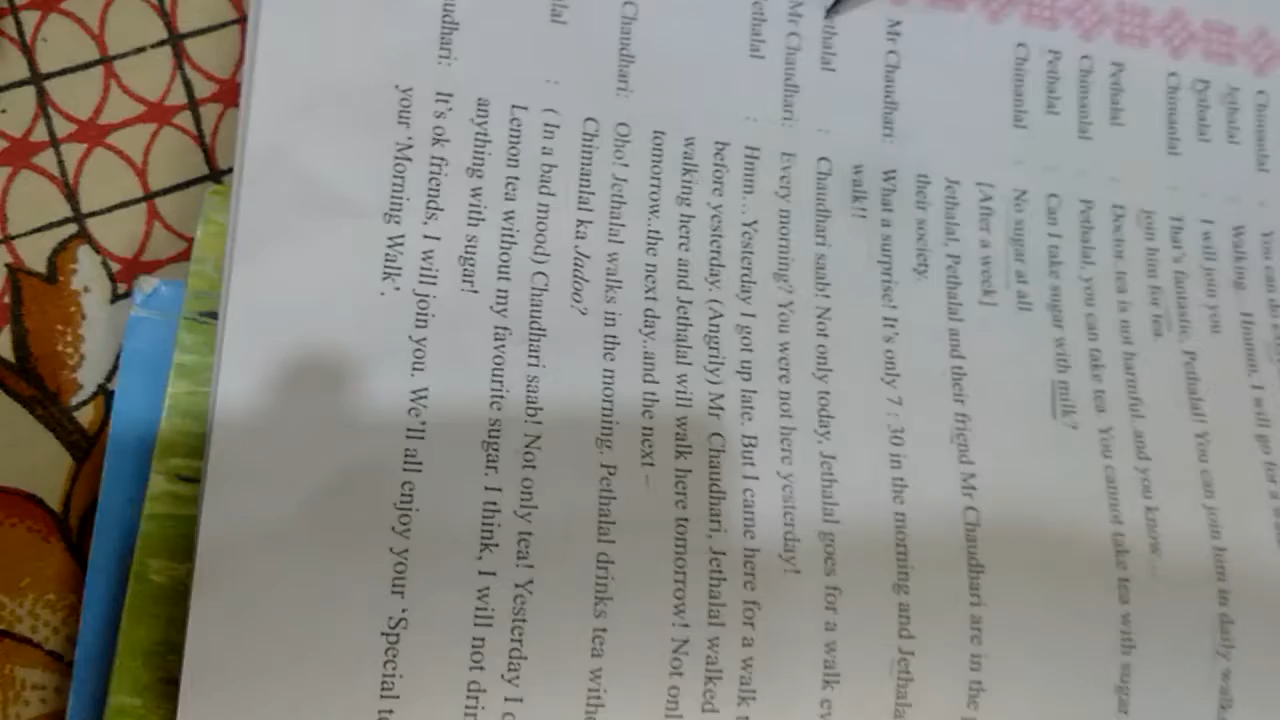 Chimanlal : You can
Jethalal : Walking Hmmm. I will go for a
Pethalal : I will join you
Chimanlal : That's fantastic, Pethalal! You can join him in daily walk
join him for tea.
Doctor, tea is not harmful and you know...
Pethalal
Chimanlal : Pethalal, you can take tea You cannot take tea with sugar
Pethalal : Can I take sugar with milk?
Chimanlal : No sugar at all
[After a week]
Jethalal, Pethalal and their friend Mr Chaudhari are in the
their society.
Mr Chaudhari: What a surprise! It's only 7 : 30 in the morning and Jethala
walk!!
thalal : Chaudhari saab! Not only today, Jethalal goes for a walk ev
Mr Chaudhari: Every morning? You were not here yesterday!
ethalal : Hmm... Yesterday I got up late. But I came here for a walk t
before yesterday. (Angrily) Mr Chaudhari, Jethalal walked
walking here and Jethalal will walk here tomorrow! Not onl
tomorrow..the next day..and the next –
Chaudhari: Oho! Jethalal walks in the morning. Pethalal drinks tea witho
Chimanlal ka Jadoo?
lal : ( In a bad mood) Chaudhari saab! Not only tea! Yesterday I
Lemon tea without my favourite sugar. I think, I will not drin
anything with sugar!
udhari: It's ok friends, I will join you. We'll all enjoy your 'Special te
your 'Morning Walk'.